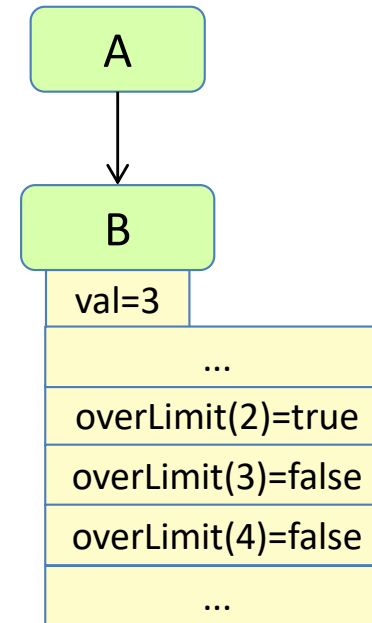 A
B
val=3
...
overLimit(2)=true
overLimit(3)=false
overLimit(4)=false
...